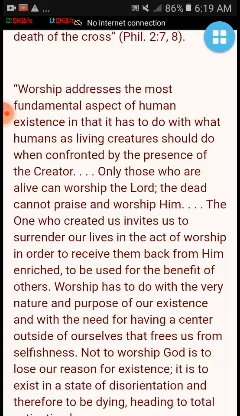 86% 6:19 AM
0:0KB/s U:0KB/s No internet connection
death of the cross" (Phil. 2:7, 8).
"Worship addresses the most
fundamental aspect of human
existence in that it has to do with what
humans as living creatures should do
when confronted by the presence of
the Creator. . . . Only those who are
alive can worship the Lord; the dead
cannot praise and worship Him. . . . The
One who created us invites us to
surrender our lives in the act of worship
in order to receive them back from Him
enriched, to be used for the benefit of
others. Worship has to do with the very
nature and purpose of our existence
and with the need for having a center
outside of ourselves that frees us from
selfishness. Not to worship God is to
lose our reason for existence; it is to
exist in a state of disorientation and
therefore to be dying, heading to total